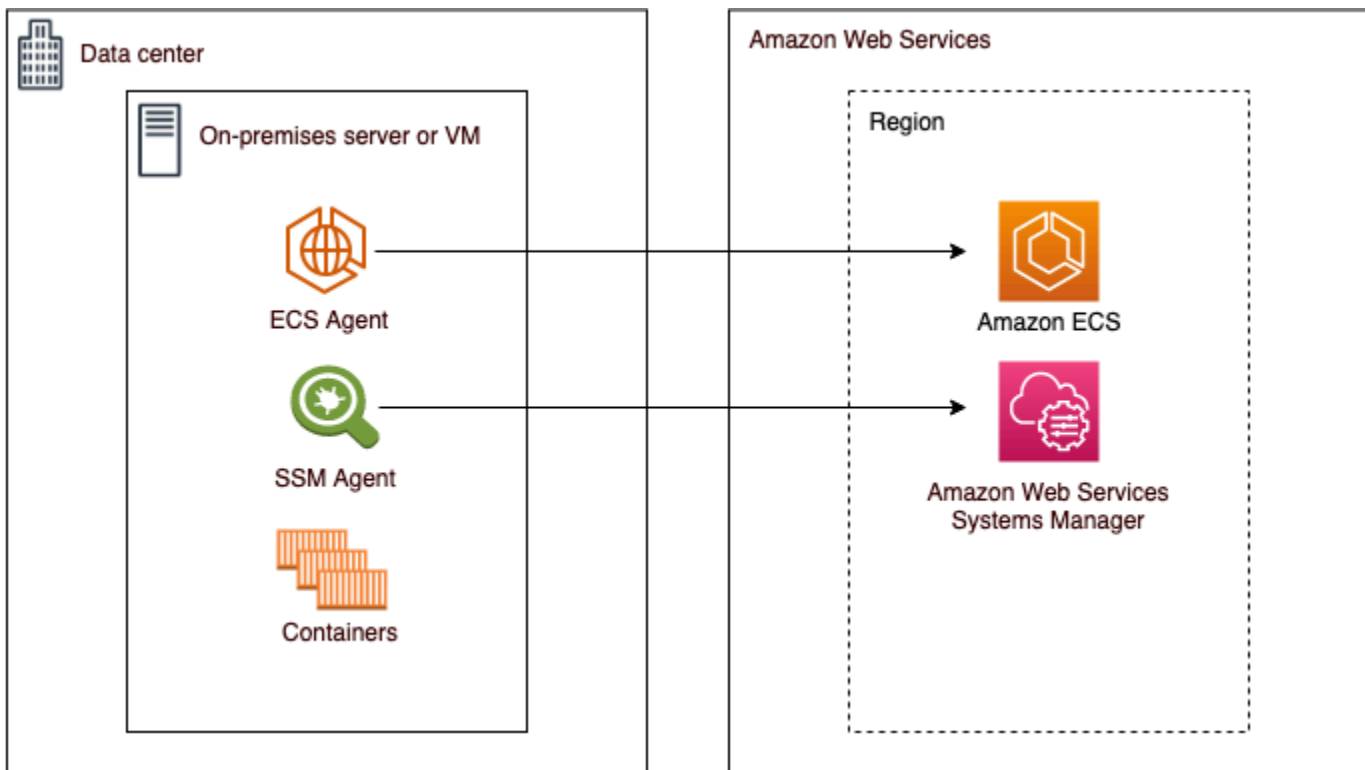 Data center
On-premises server or VM
ECS Agent
SSM Agent
Containers
Amazon Web Services
Region
Amazon ECS
Amazon Web Services
Systems Manager